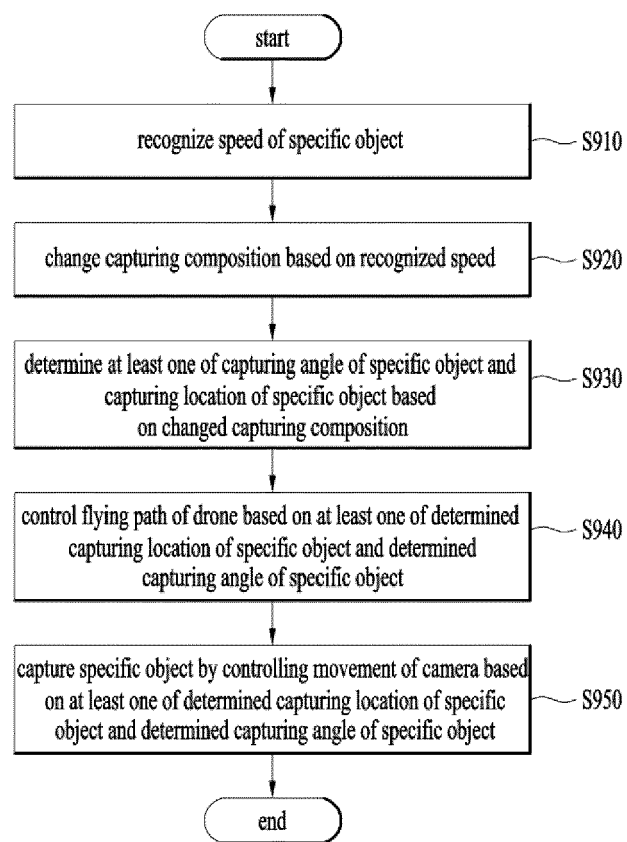 start
recognize speed of specific object
S910
change capturing composition based on recognized speed
S920
determine at least one of capturing angle of specific object and
capturing location of specific object based
on changed capturing composition
S930
control flying path of drone based on at least one of determined
capturing location of specific object and determined
capturing angle of specific object
S940
capture specific object by controlling movement of camera based
on at least one of determined capturing location of specific
object and determined capturing angle of specific object
S950
end